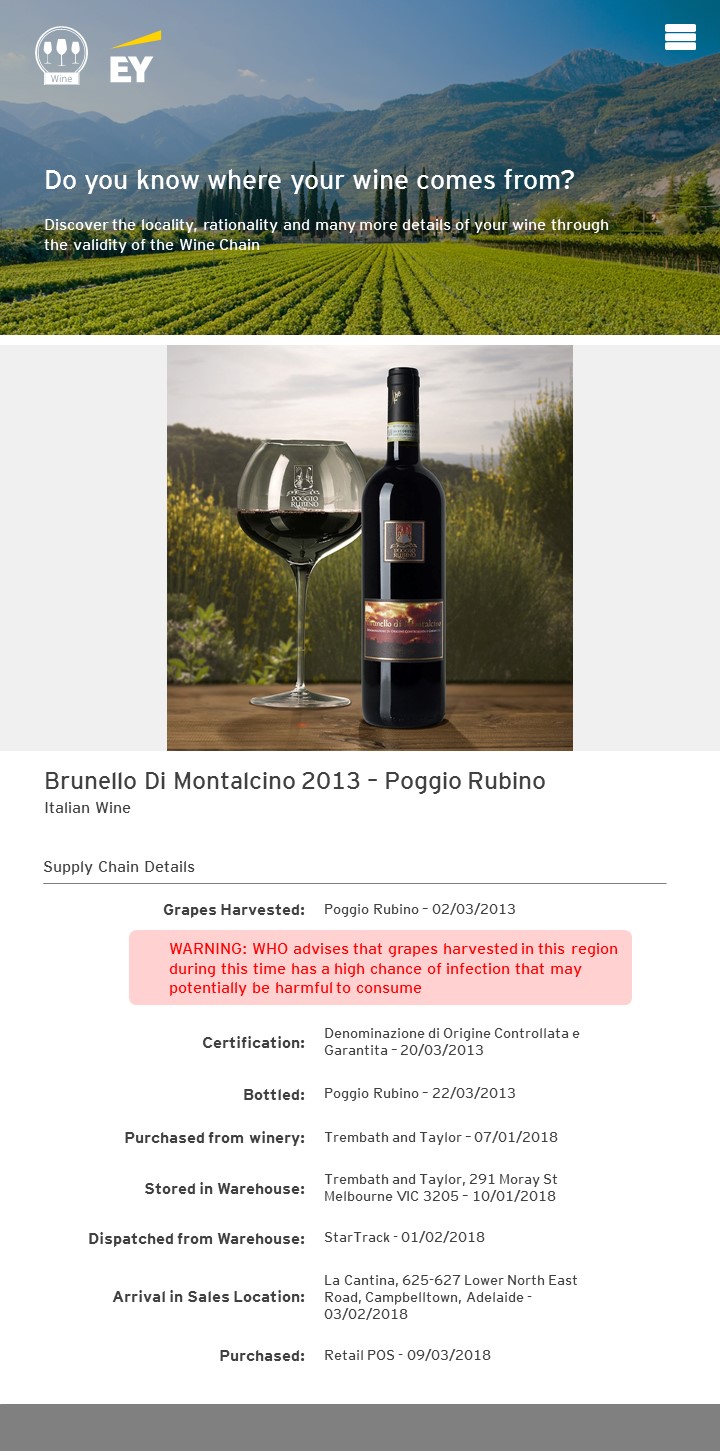 Wine
EY
Do you know where your wine comes from?
Discover the locality, rationality and many more details of your wine through
the validity of the Wine Chain
POGGIO
RUBINO
POGGIO
RUBINO
Brunello di Montalcino
Brunello Di Montalcino 2013 – Poggio Rubino
Italian Wine
Supply Chain Details
Grapes Harvested: Poggio Rubino – 02/03/2013
WARNING: WHO advises that grapes harvested in this region
during this time has a high chance of infection that may
potentially be harmful to consume
Certification: Denominazione di Origine Controllata e
Garantita – 20/03/2013
Bottled: Poggio Rubino – 22/03/2013
Purchased from winery: Trembath and Taylor – 07/01/2018
Stored in Warehouse: Trembath and Taylor, 291 Moray St
Melbourne VIC 3205 – 10/01/2018
Dispatched from Warehouse: StarTrack - 01/02/2018
Arrival in Sales Location: La Cantina, 625-627 Lower North East
Road, Campbelltown, Adelaide -
03/02/2018
Purchased: Retail POS - 09/03/2018